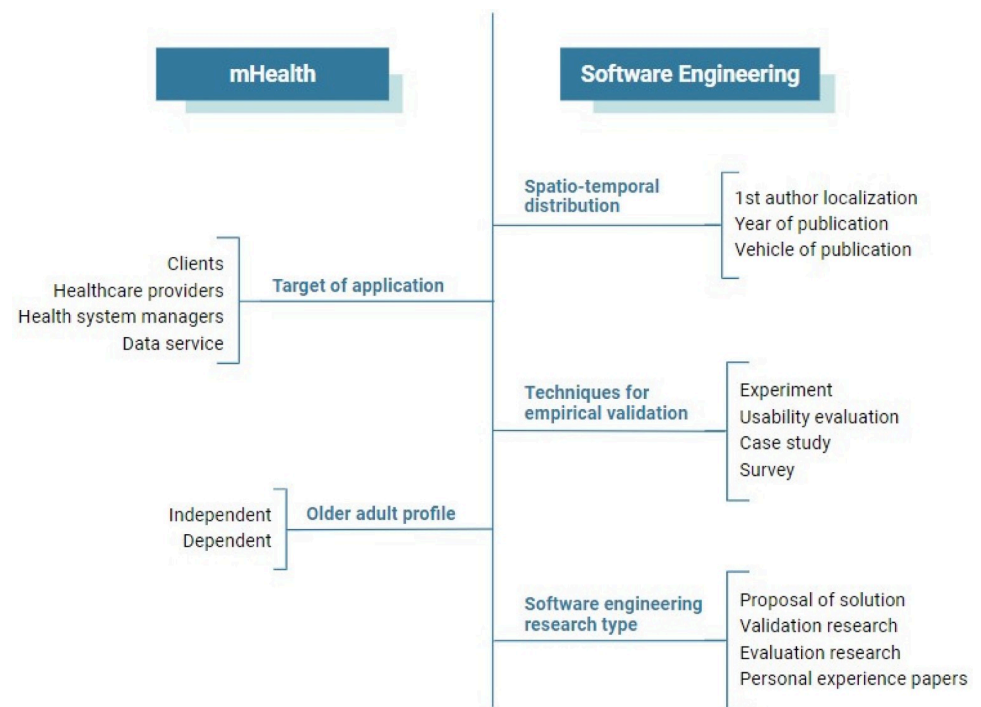 mHealth
Software Engineering
Spatio-temporal
distribution
1st author localization
Year of publication
Vehicle of publication
Clients
Healthcare providers
Health system managers
Data service
Target of application
Techniques for
empirical validation
Experiment
Usability evaluation
Case study
Survey
Independent
Dependent
Older adult profile
Software engineering
research type
Proposal of solution
Validation research
Evaluation research
Personal experience papers